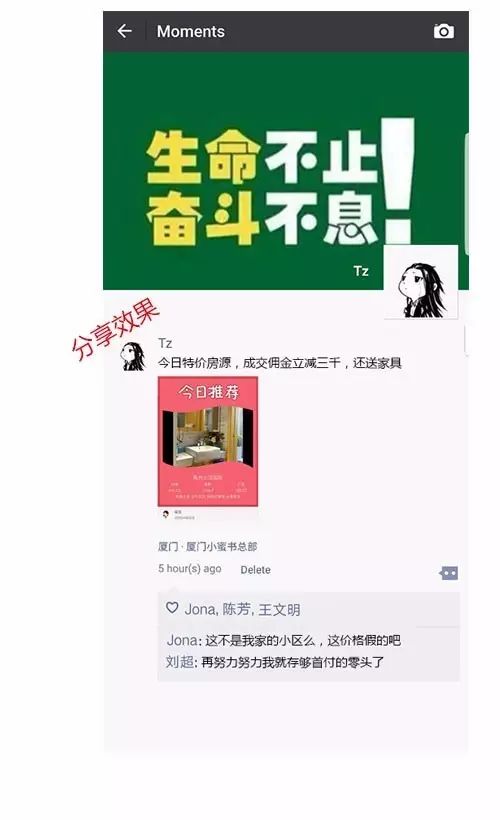 Moments
生命不止
奋斗不息！
Tz
分享效果
Tz
今日特价房源，成交佣金立减三千，还送家具
今日推荐
厦门 · 厦门小蜜书总部
5 hour(s) ago Delete
Jona, 陈芳, 王文明
Jona: 这不是我家的小区么，这价格假的吧
刘超: 再努力努力我就存够首付的零头了